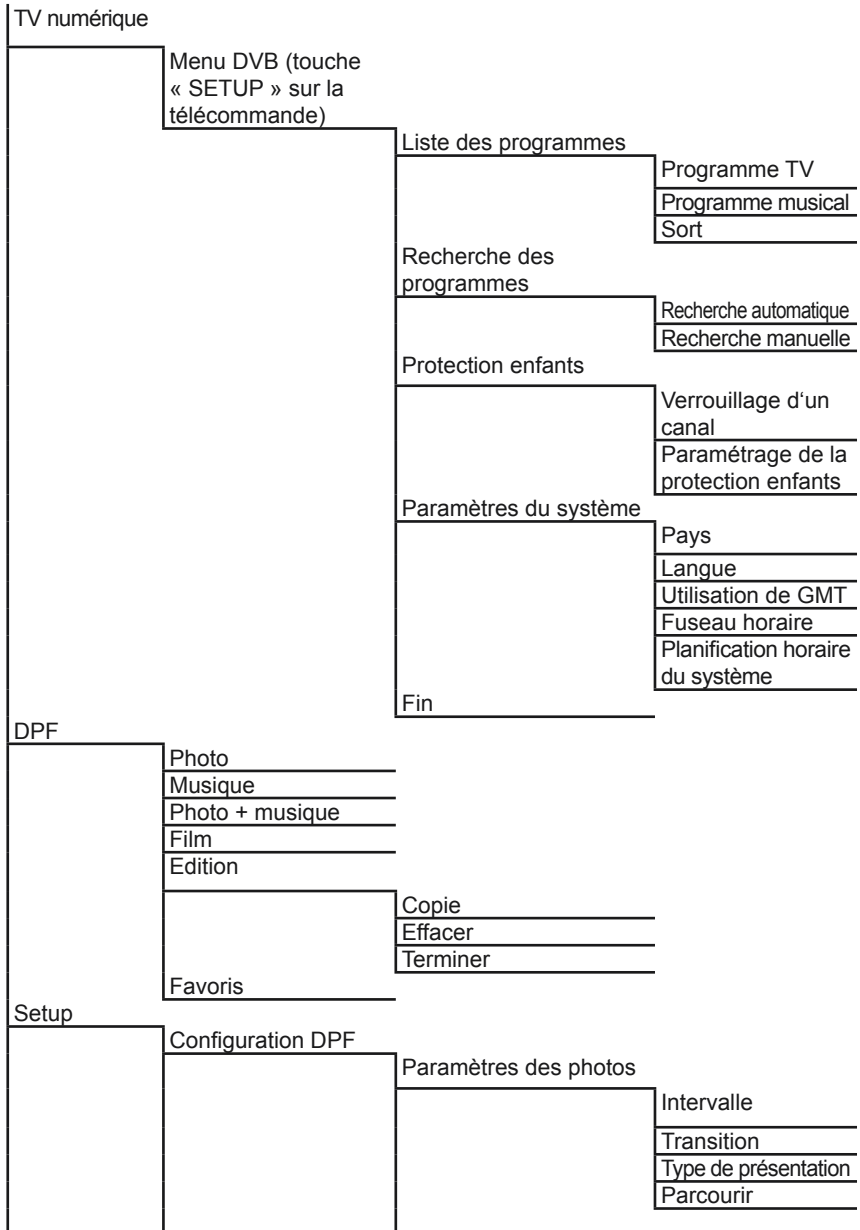 TV numérique
Menu DVB (touche
« SETUP » sur la
télécommande)
Liste des programmes
Programme TV
Programme musical
Sort
Recherche des
programmes
Recherche automatique
Recherche manuelle
Protection enfants
Verrouillage d‘un
canal
Paramétrage de la
protection enfants
Paramètres du système
Pays
Langue
Utilisation de GMT
Fuseau horaire
Planification horaire
du système
Fin
DPF
Photo
Musique
Photo + musique
Film
Edition
Copie
Effacer
Terminer
Favoris
Setup
Configuration DPF
Paramètres des photos
Intervalle
Transition
Type de présentation
Parcourir